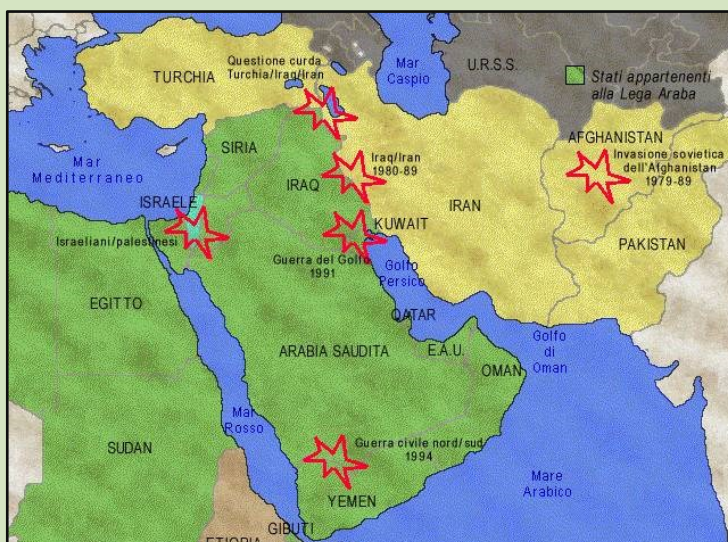 Questione curda
Turchia/Iraq/Iran
Mar
Caspio
U.R.S.S.
Stati appartenenti
alla Lega Araba
TURCHIA
AFGHANISTAN
Invasione sovietica
dell'Afghanistan
1979-89
SIRIA
Iraq/Iran
1980-89
Mar
Mediterraneo
IRAQ
ISRAELE
IRAN
KUWAIT
PAKISTAN
Israeliani/palestinesi
Guerra del Golfo
1991
Golfo
Persico
EGITTO
QATAR
Golfo
di
Oman
ARABIA SAUDITA
E.A.U.
OMAN
Mar
Rosso
SUDAN
Guerra civile nord/sud
1994
Mare
Arabico
YEMEN
GIBUTI
ETIOPIA